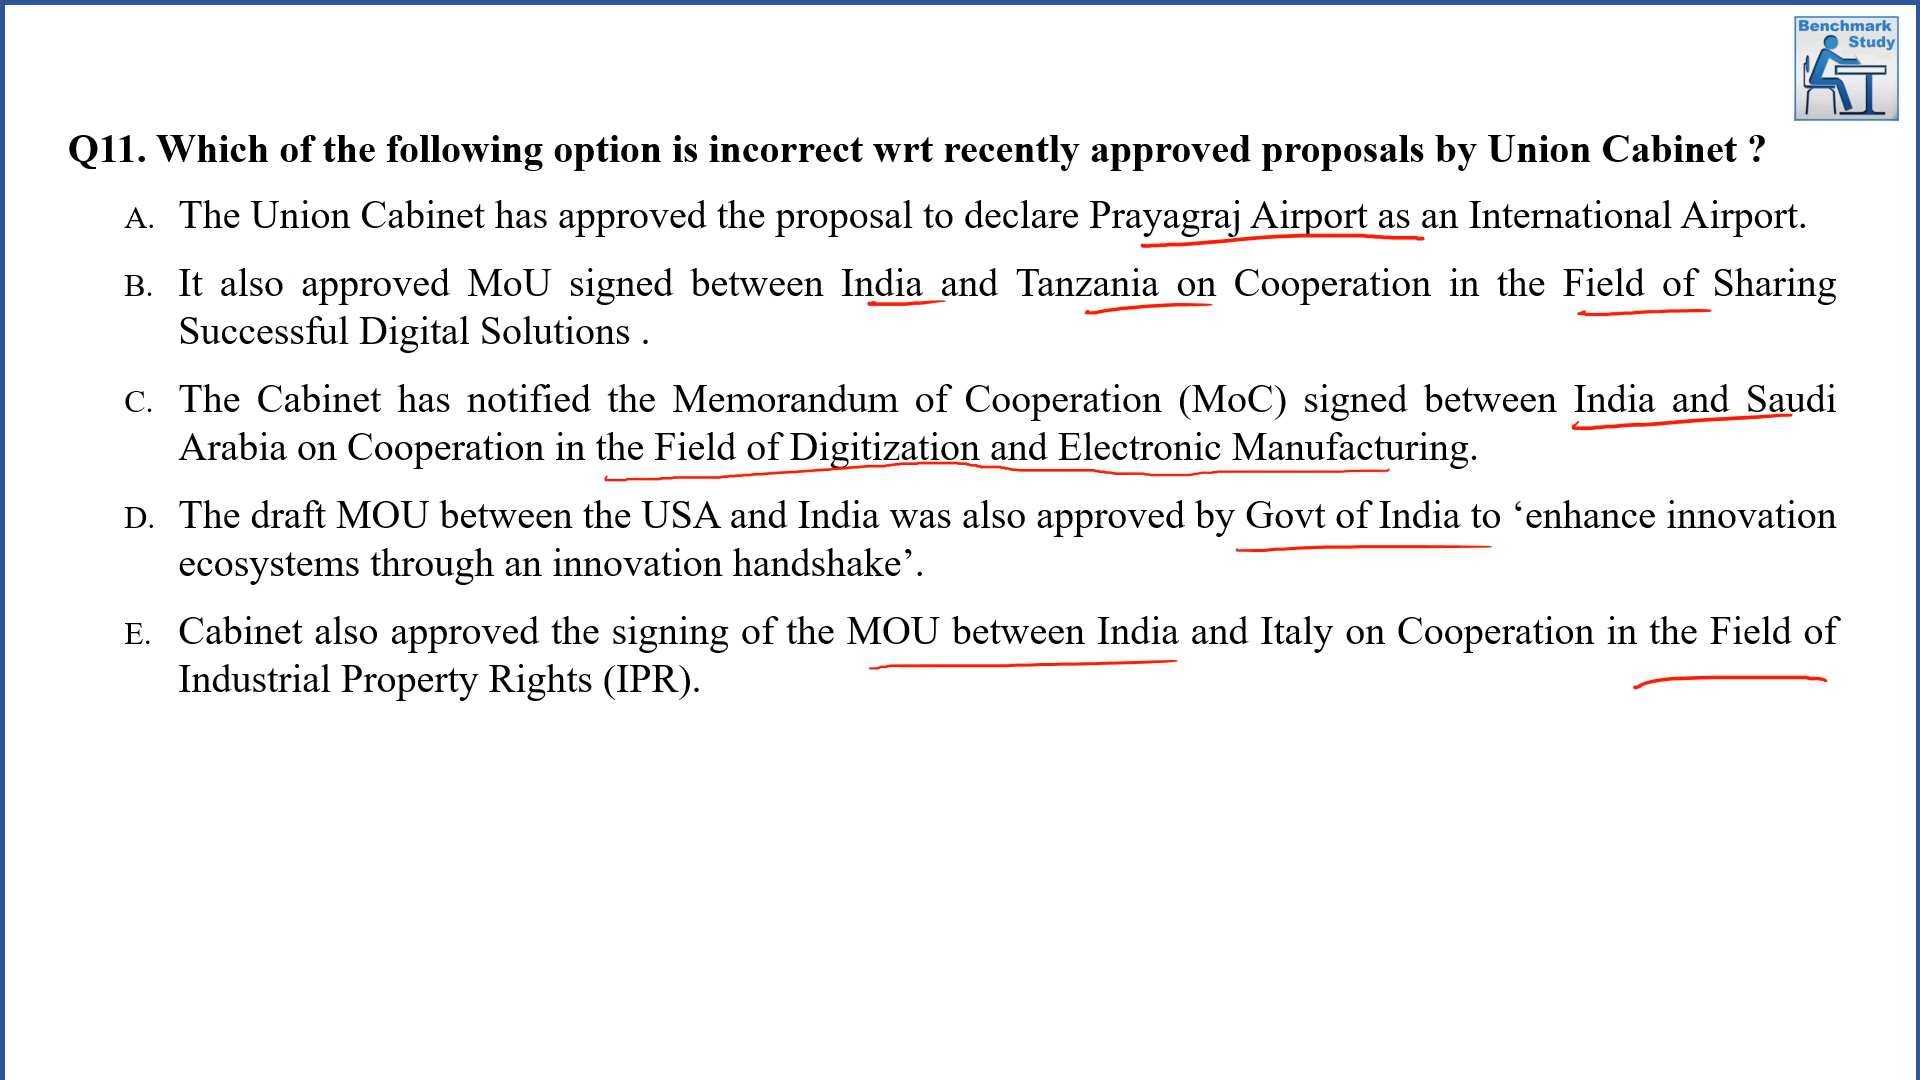 Benchmark
Study
Q11. Which of the following option is incorrect wrt recently approved proposals by Union Cabinet ?
A. The Union Cabinet has approved the proposal to declare Prayagraj Airport as an International Airport.
B. It also approved MoU signed between India and Tanzania on Cooperation in the Field of Sharing
Successful Digital Solutions .
C. The Cabinet has notified the Memorandum of Cooperation (MoC) signed between India and Saudi
Arabia on Cooperation in the Field of Digitization and Electronic Manufacturing.
D. The draft MOU between the USA and India was also approved by Govt of India to ‘enhance innovation
ecosystems through an innovation handshake’.
E. Cabinet also approved the signing of the MOU between India and Italy on Cooperation in the Field of
Industrial Property Rights (IPR).